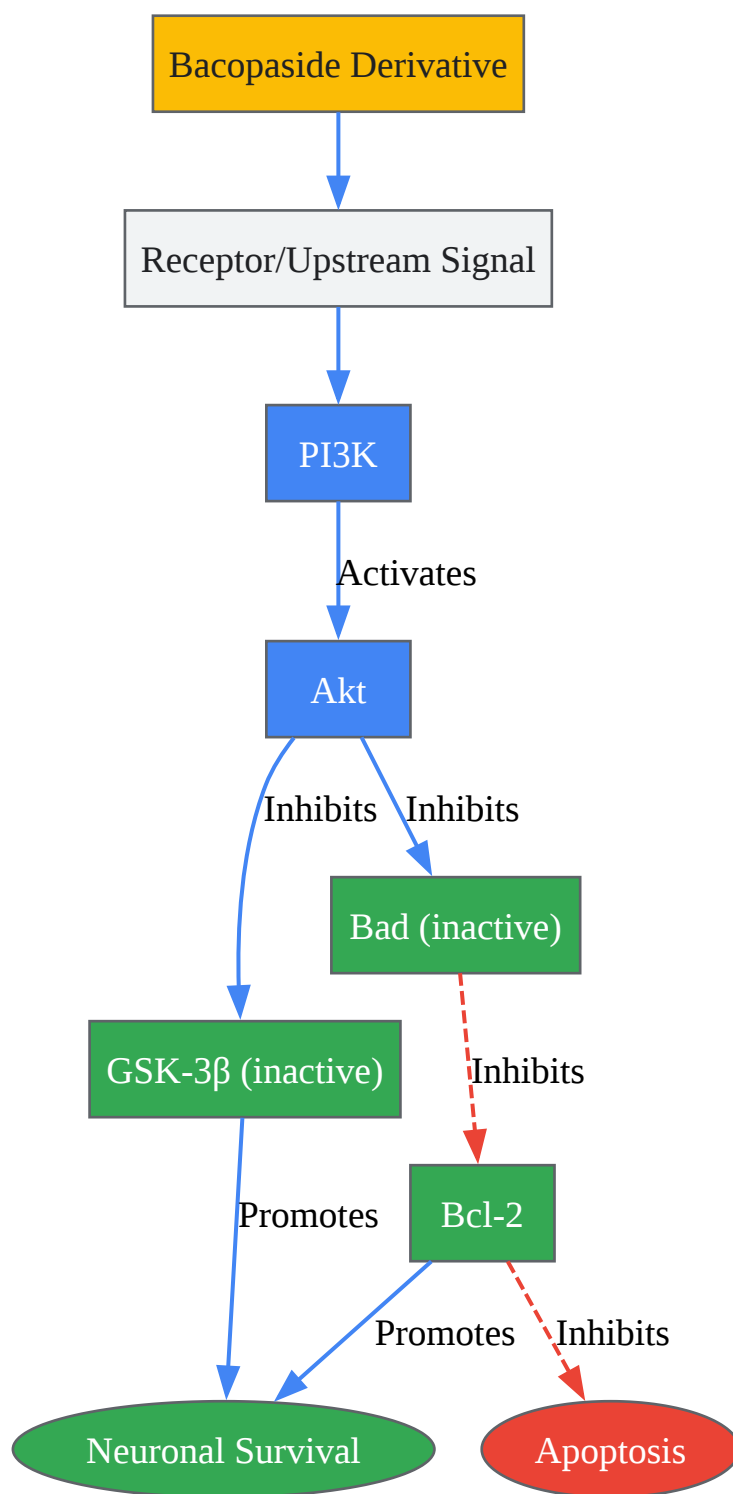 Bacopaside Derivative
Receptor/Upstream Signal
PI3K
Activates
Akt
Inhibits
Inhibits
Bad (inactive)
GSK-3β (inactive)
Inhibits
Promotes
Bcl-2
Promotes
Inhibits
Neuronal Survival
Apoptosis